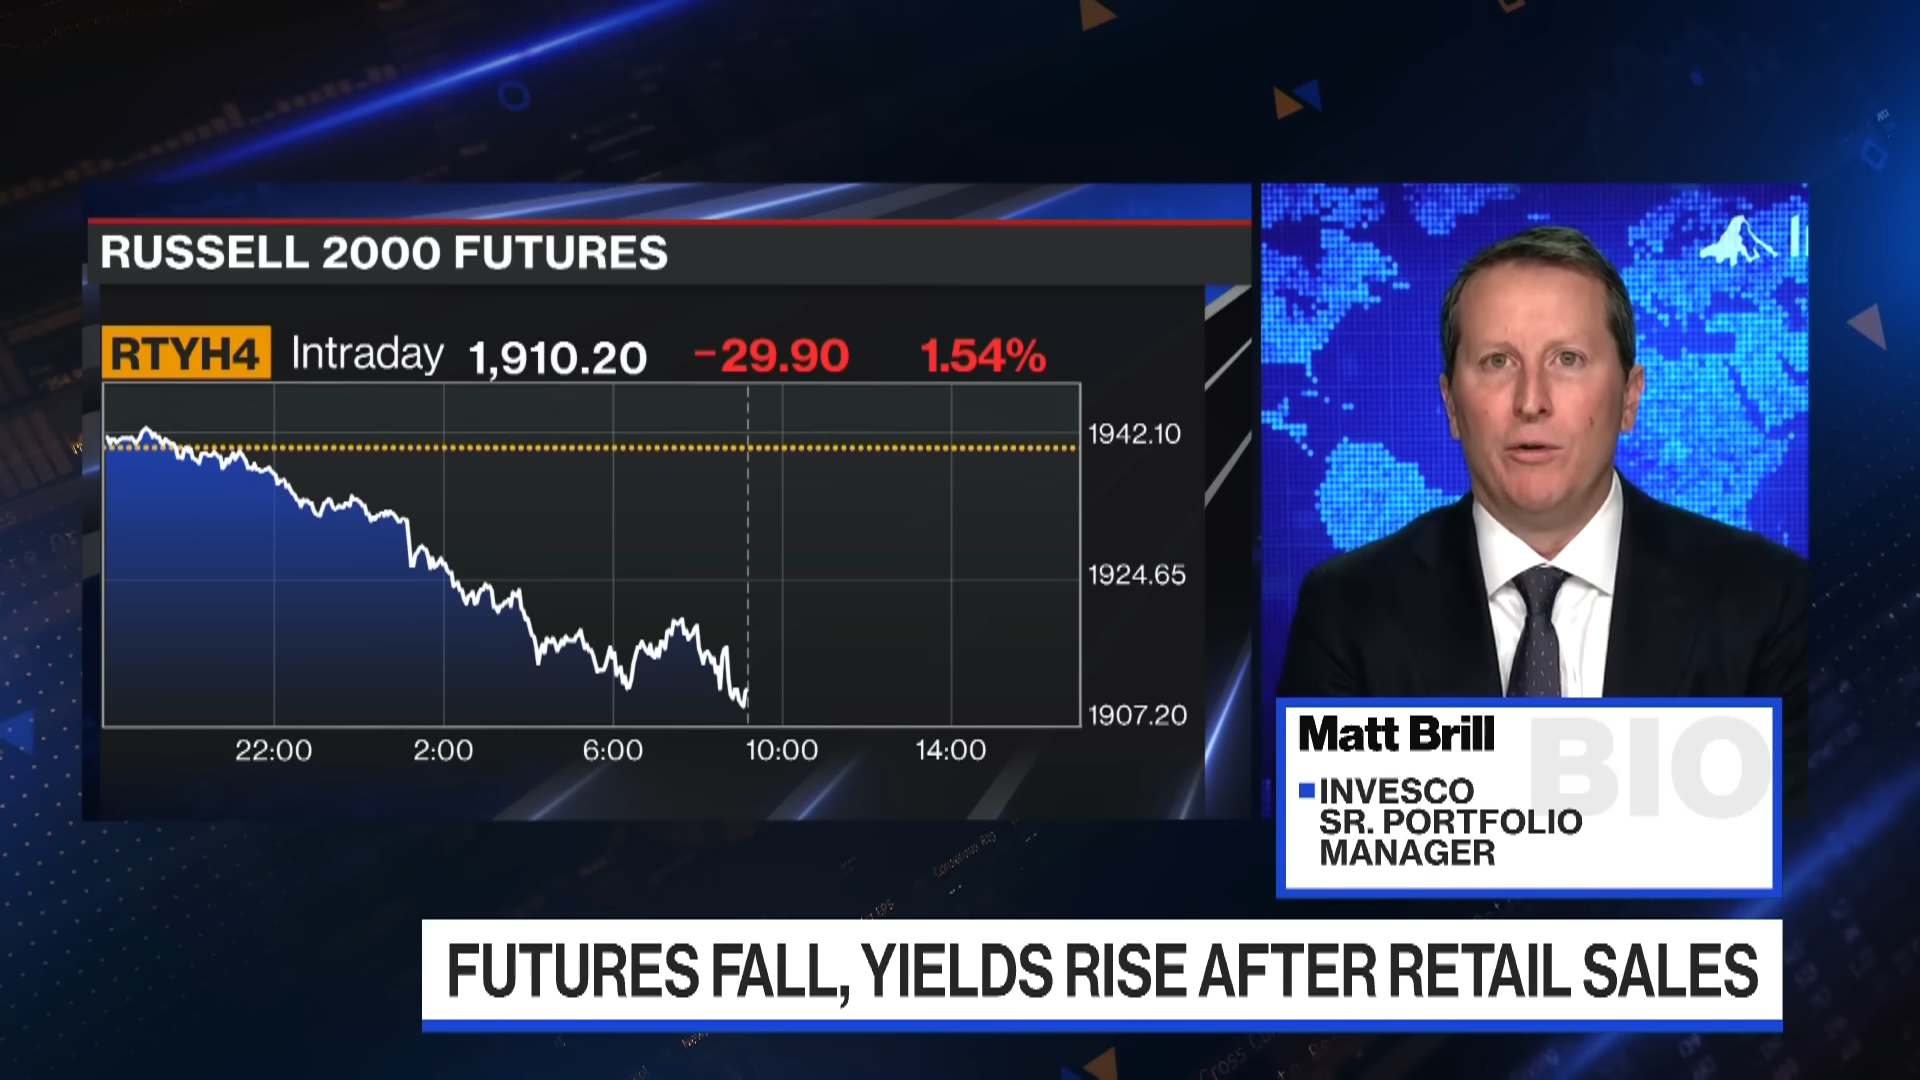 RUSSELL 2000 FUTURES
RTYH4 Intraday 1,910.20 -29.90 1.54%
1942.10
1924.65
1907.20
22:00 2:00 6:00 10:00 14:00
Matt Brill
BIO
INVESCO
SR. PORTFOLIO
MANAGER
FUTURES FALL, YIELDS RISE AFTER RETAIL SALES